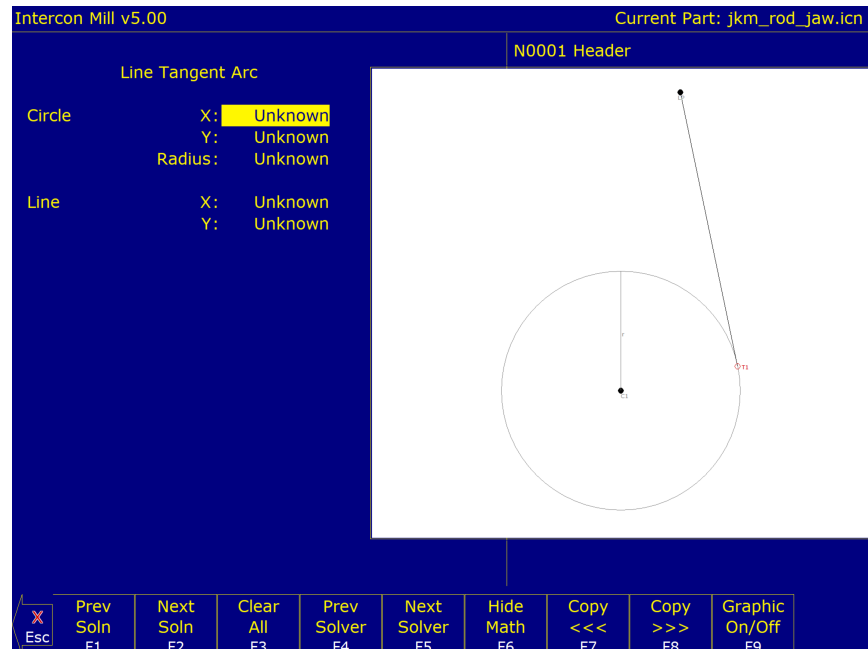 Intercon Mill v5.00
Current Part: jkm_rod_jaw.icn
N0001 Header
Line Tangent Arc
Circle X: Unknown
Y: Unknown
Radius: Unknown
Line X: Unknown
Y: Unknown
r
C1
T1
X Esc
Prev Soln F1
Next Soln F2
Clear All F3
Prev Solver F4
Next Solver F5
Hide Math F6
Copy <<< F7
Copy >>> F8
Graphic On/Off F9